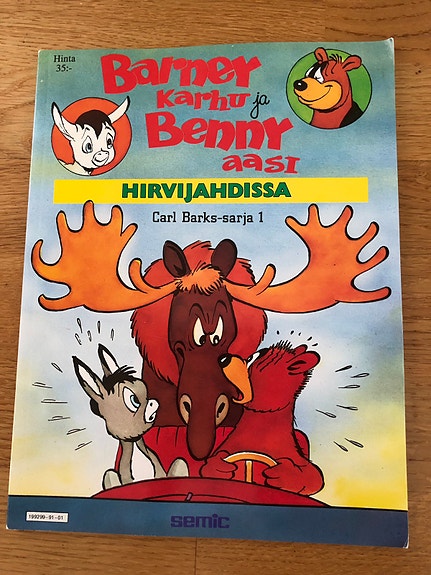 Hinta
35:-
Barney
Karhu ja
Benny
aasi
HIRVIJAHDISSA
Carl Barks-sarja 1
199299-91-01
semic